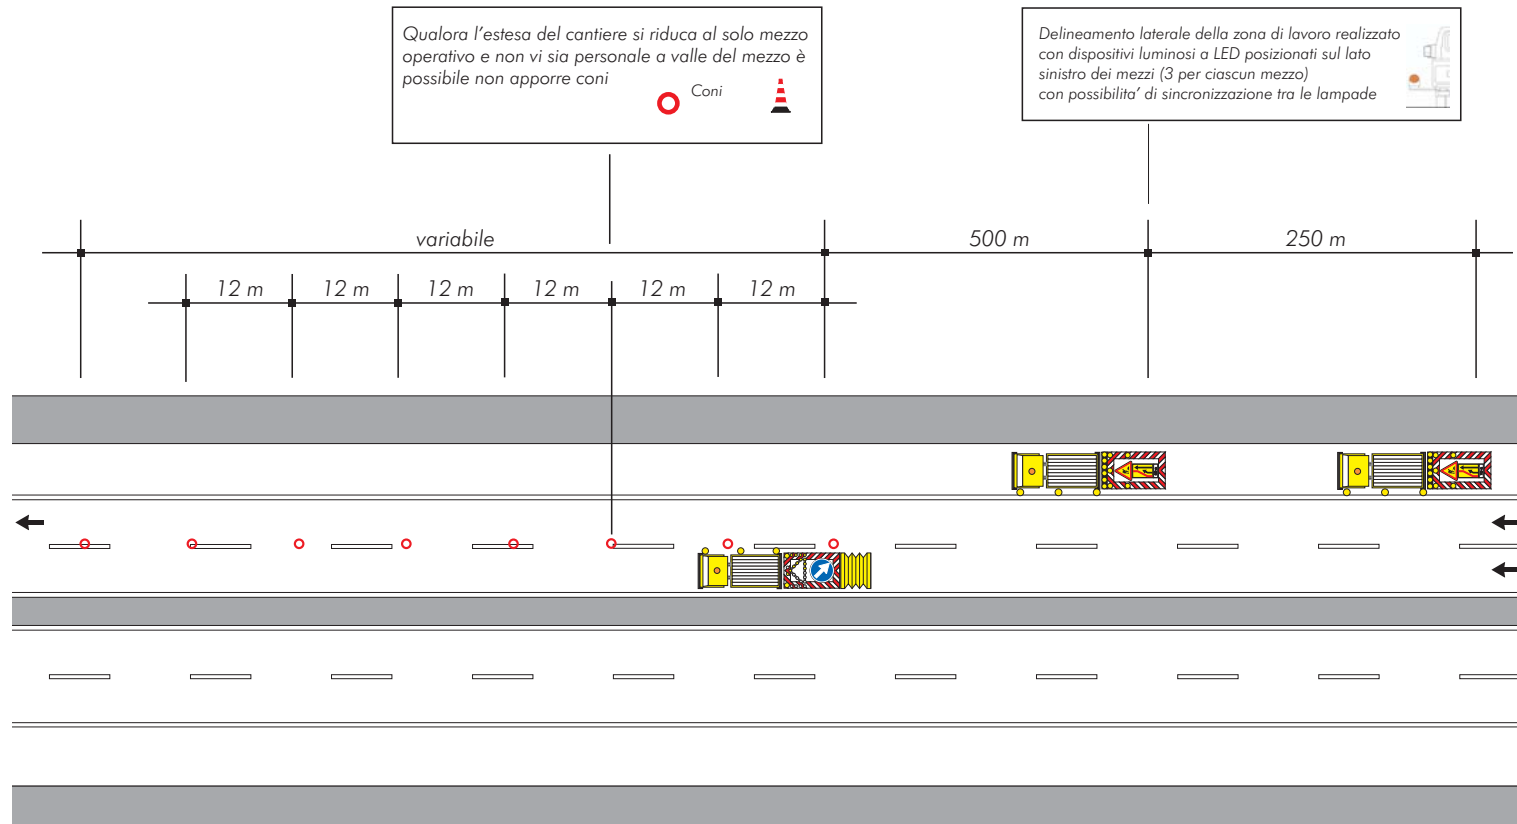 Qualora l'estesa del cantiere si riduca al solo mezzo
operativo e non vi sia personale a valle del mezzo è
possibile non apporre coni
Coni
Delineamento laterale della zona di lavoro realizzato
con dispositivi luminosi a LED posizionati sul lato
sinistro dei mezzi (3 per ciascun mezzo)
con possibilita' di sincronizzazione tra le lampade
variabile
500 m
250 m
12 m
12 m
12 m
12 m
12 m
12 m